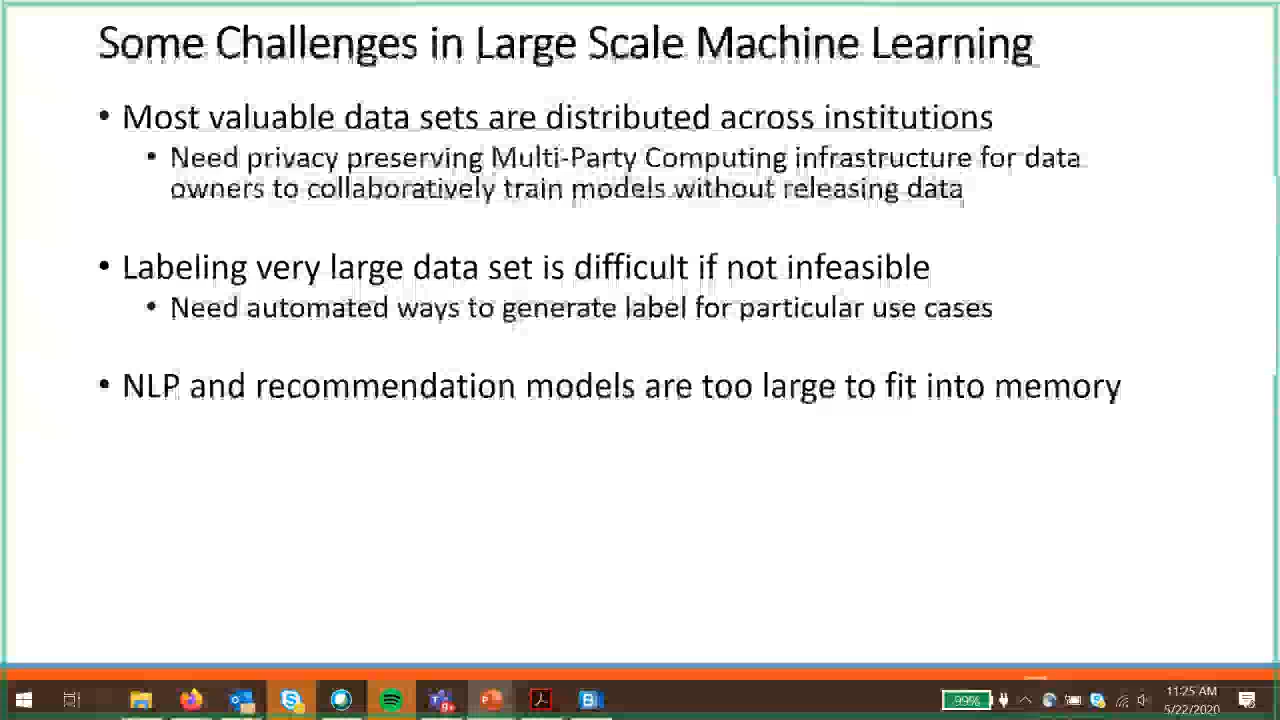 Some Challenges in Large Scale Machine Learning
• Most valuable data sets are distributed across institutions
• Need privacy preserving Multi-Party Computing infrastructure for data
owners to collaboratively train models without releasing data
• Labeling very large data set is difficult if not infeasible
• Need automated ways to generate label for particular use cases
• NLP and recommendation models are too large to fit into memory
99%
11:25 AM
5/22/2020